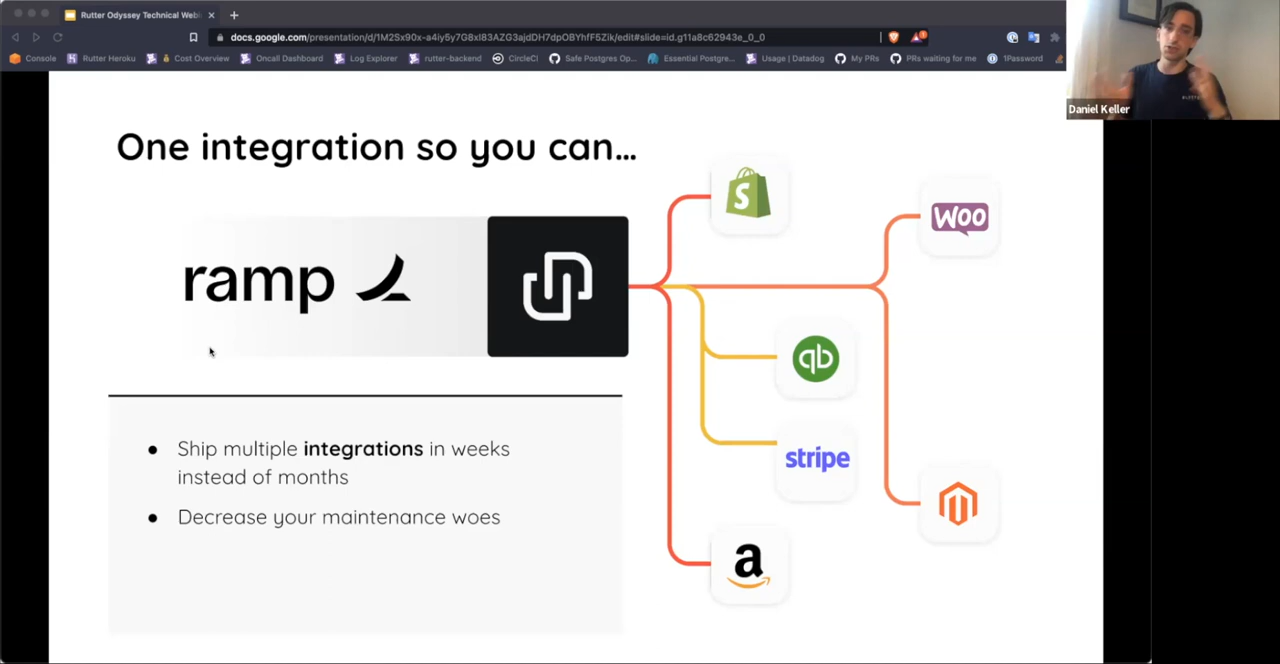 Rutter Odyssey Technical Web
docs.google.com/presentation/d/1M2Sx90x-a4iy5y7G8xI83AZG3ajdDH7dpOBYhfF5Zik/edit#slide=id.g11a8c62943e_0_0
Console Rutter Heroku Cost Overview Oncall Dashboard Log Explorer rutter-backend CircleCI Safe Postgres Op... Essential Postgre... Usage | Datadog My PRs PRs waiting for me 1Password
Daniel Keller
One integration so you can...
S
WOO
ramp
qb
stripe
a
• Ship multiple integrations in weeks
instead of months
• Decrease your maintenance woes